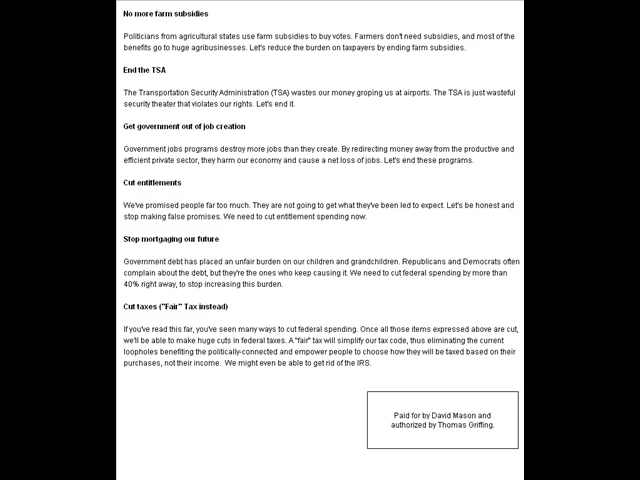 No more farm subsidies
Politicians from agricultural states use farm subsidies to buy votes. Farmers don't need subsidies, and most of the
benefits go to huge agribusinesses. Let's reduce the burden on taxpayers by ending farm subsidies.
End the TSA
The Transportation Security Administration (TSA) wastes our money groping us at airports. The TSA is just wasteful
security theater that violates our rights. Let's end it.
Get government out of job creation
Government jobs programs destroy more jobs than they create. By redirecting money away from the productive and
efficient private sector, they harm our economy and cause a net loss of jobs. Let's end these programs.
Cut entitlements
We've promised people far too much. They are not going to get what they've been led to expect. Let's be honest and
stop making false promises. We need to cut entitlement spending now.
Stop mortgaging our future
Government debt has placed an unfair burden on our children and grandchildren. Republicans and Democrats often
complain about the debt, but they're the ones who keep causing it. We need to cut federal spending by more than
40% right away, to stop increasing this burden.
Cut taxes ("Fair" Tax instead)
If you've read this far, you've seen many ways to cut federal spending. Once all those items expressed above are cut,
we'll be able to make huge cuts in federal taxes. A "fair" tax will simplify our tax code, thus eliminating the current
loopholes benefiting the politically-connected and empower people to choose how they will be taxed based on their
purchases, not their income. We might even be able to get rid of the IRS.
Paid for by David Mason and
authorized by Thomas Griffing.